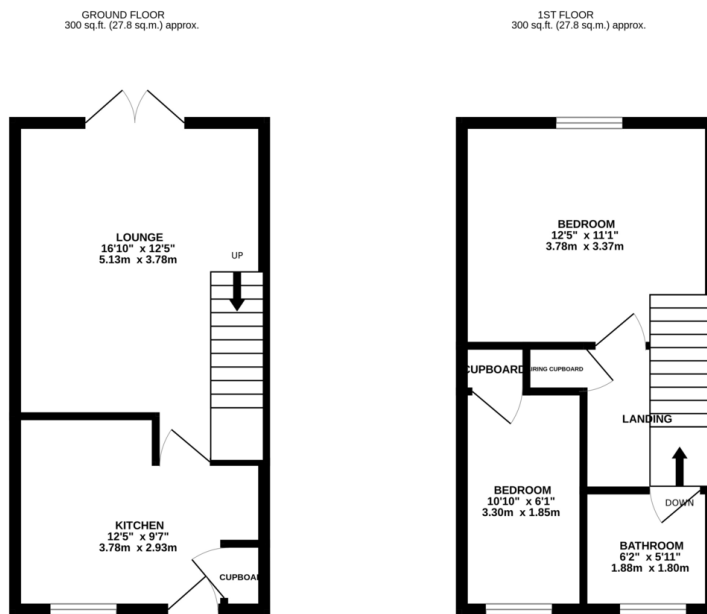 GROUND FLOOR
300 sq.ft. (27.8 sq.m.) approx.
LOUNGE
16'10" x 12'5"
5.13m x 3.78m
UP
KITCHEN
12'5" x 9'7"
3.78m x 2.93m
CUPBOA
1ST FLOOR
300 sq.ft. (27.8 sq.m.) approx.
BEDROOM
12'5" x 11'1"
3.78m x 3.37m
CUPBOARD
IRING CUPBOARD
LANDING
BEDROOM
10'10" x 6'1"
3.30m x 1.85m
DOWN
BATHROOM
6'2" x 5'11"
1.88m x 1.80m